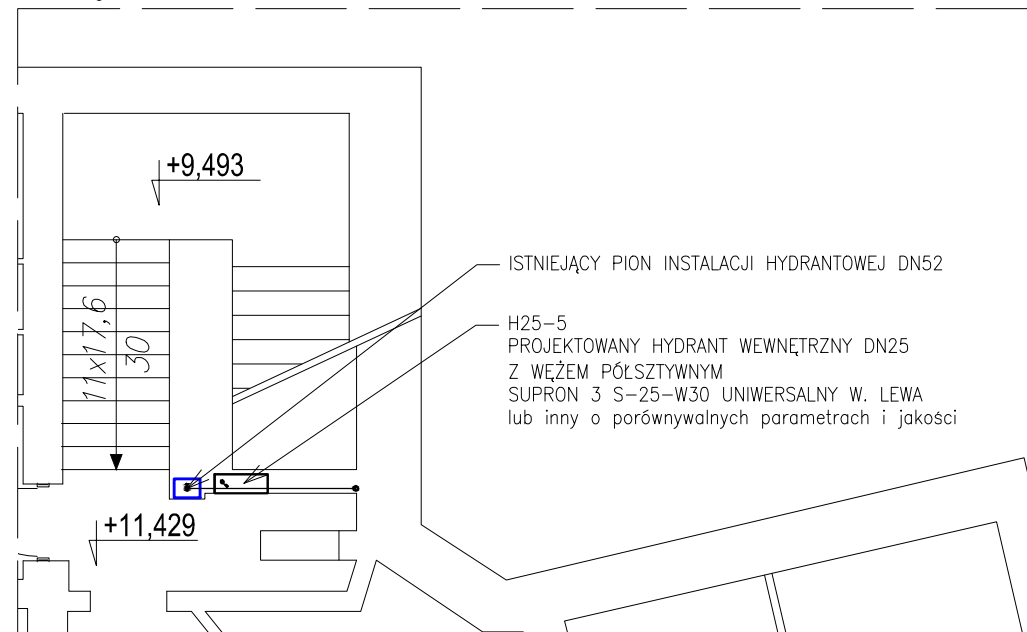 +9,493
ISTNIEJĄCY PION INSTALACJI HYDRANTOWEJ DN52
H25-5
PROJEKTOWANY HYDRANT WEWNĘTRZNY DN25
Z WĘŻEM PÓŁSZTYWNYM
SUPRON 3 S-25-W30 UNIWERSALNY W. LEWA
lub inny o porównywalnych parametrach i jakości
11x17,6
30
+11,429